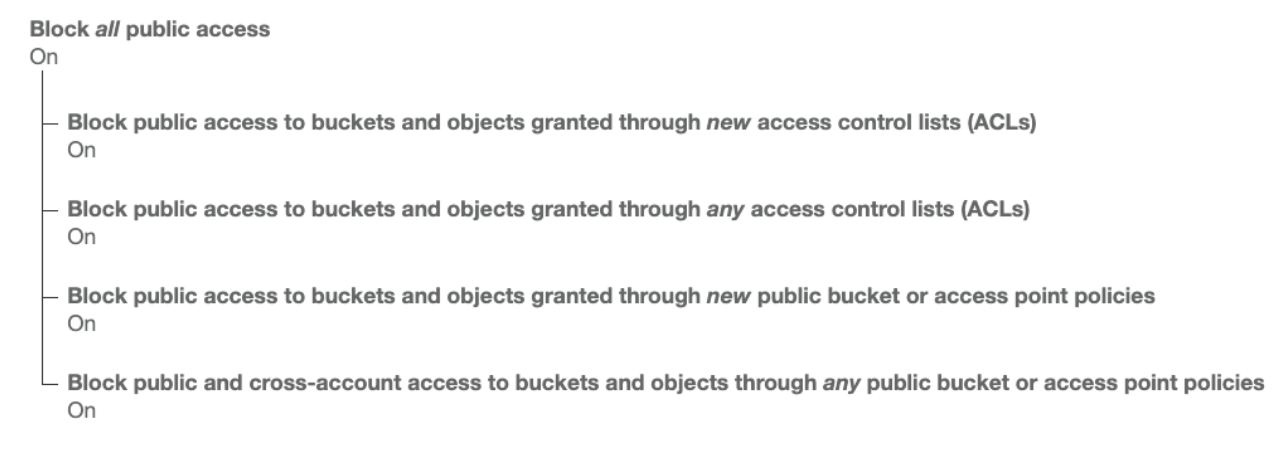 Block all public access
On
Block public access to buckets and objects granted through new access control lists (ACLs)
On
Block public access to buckets and objects granted through any access control lists (ACLs)
On
Block public access to buckets and objects granted through new public bucket or access point policies
On
Block public and cross-account access to buckets and objects through any public bucket or access point policies
On